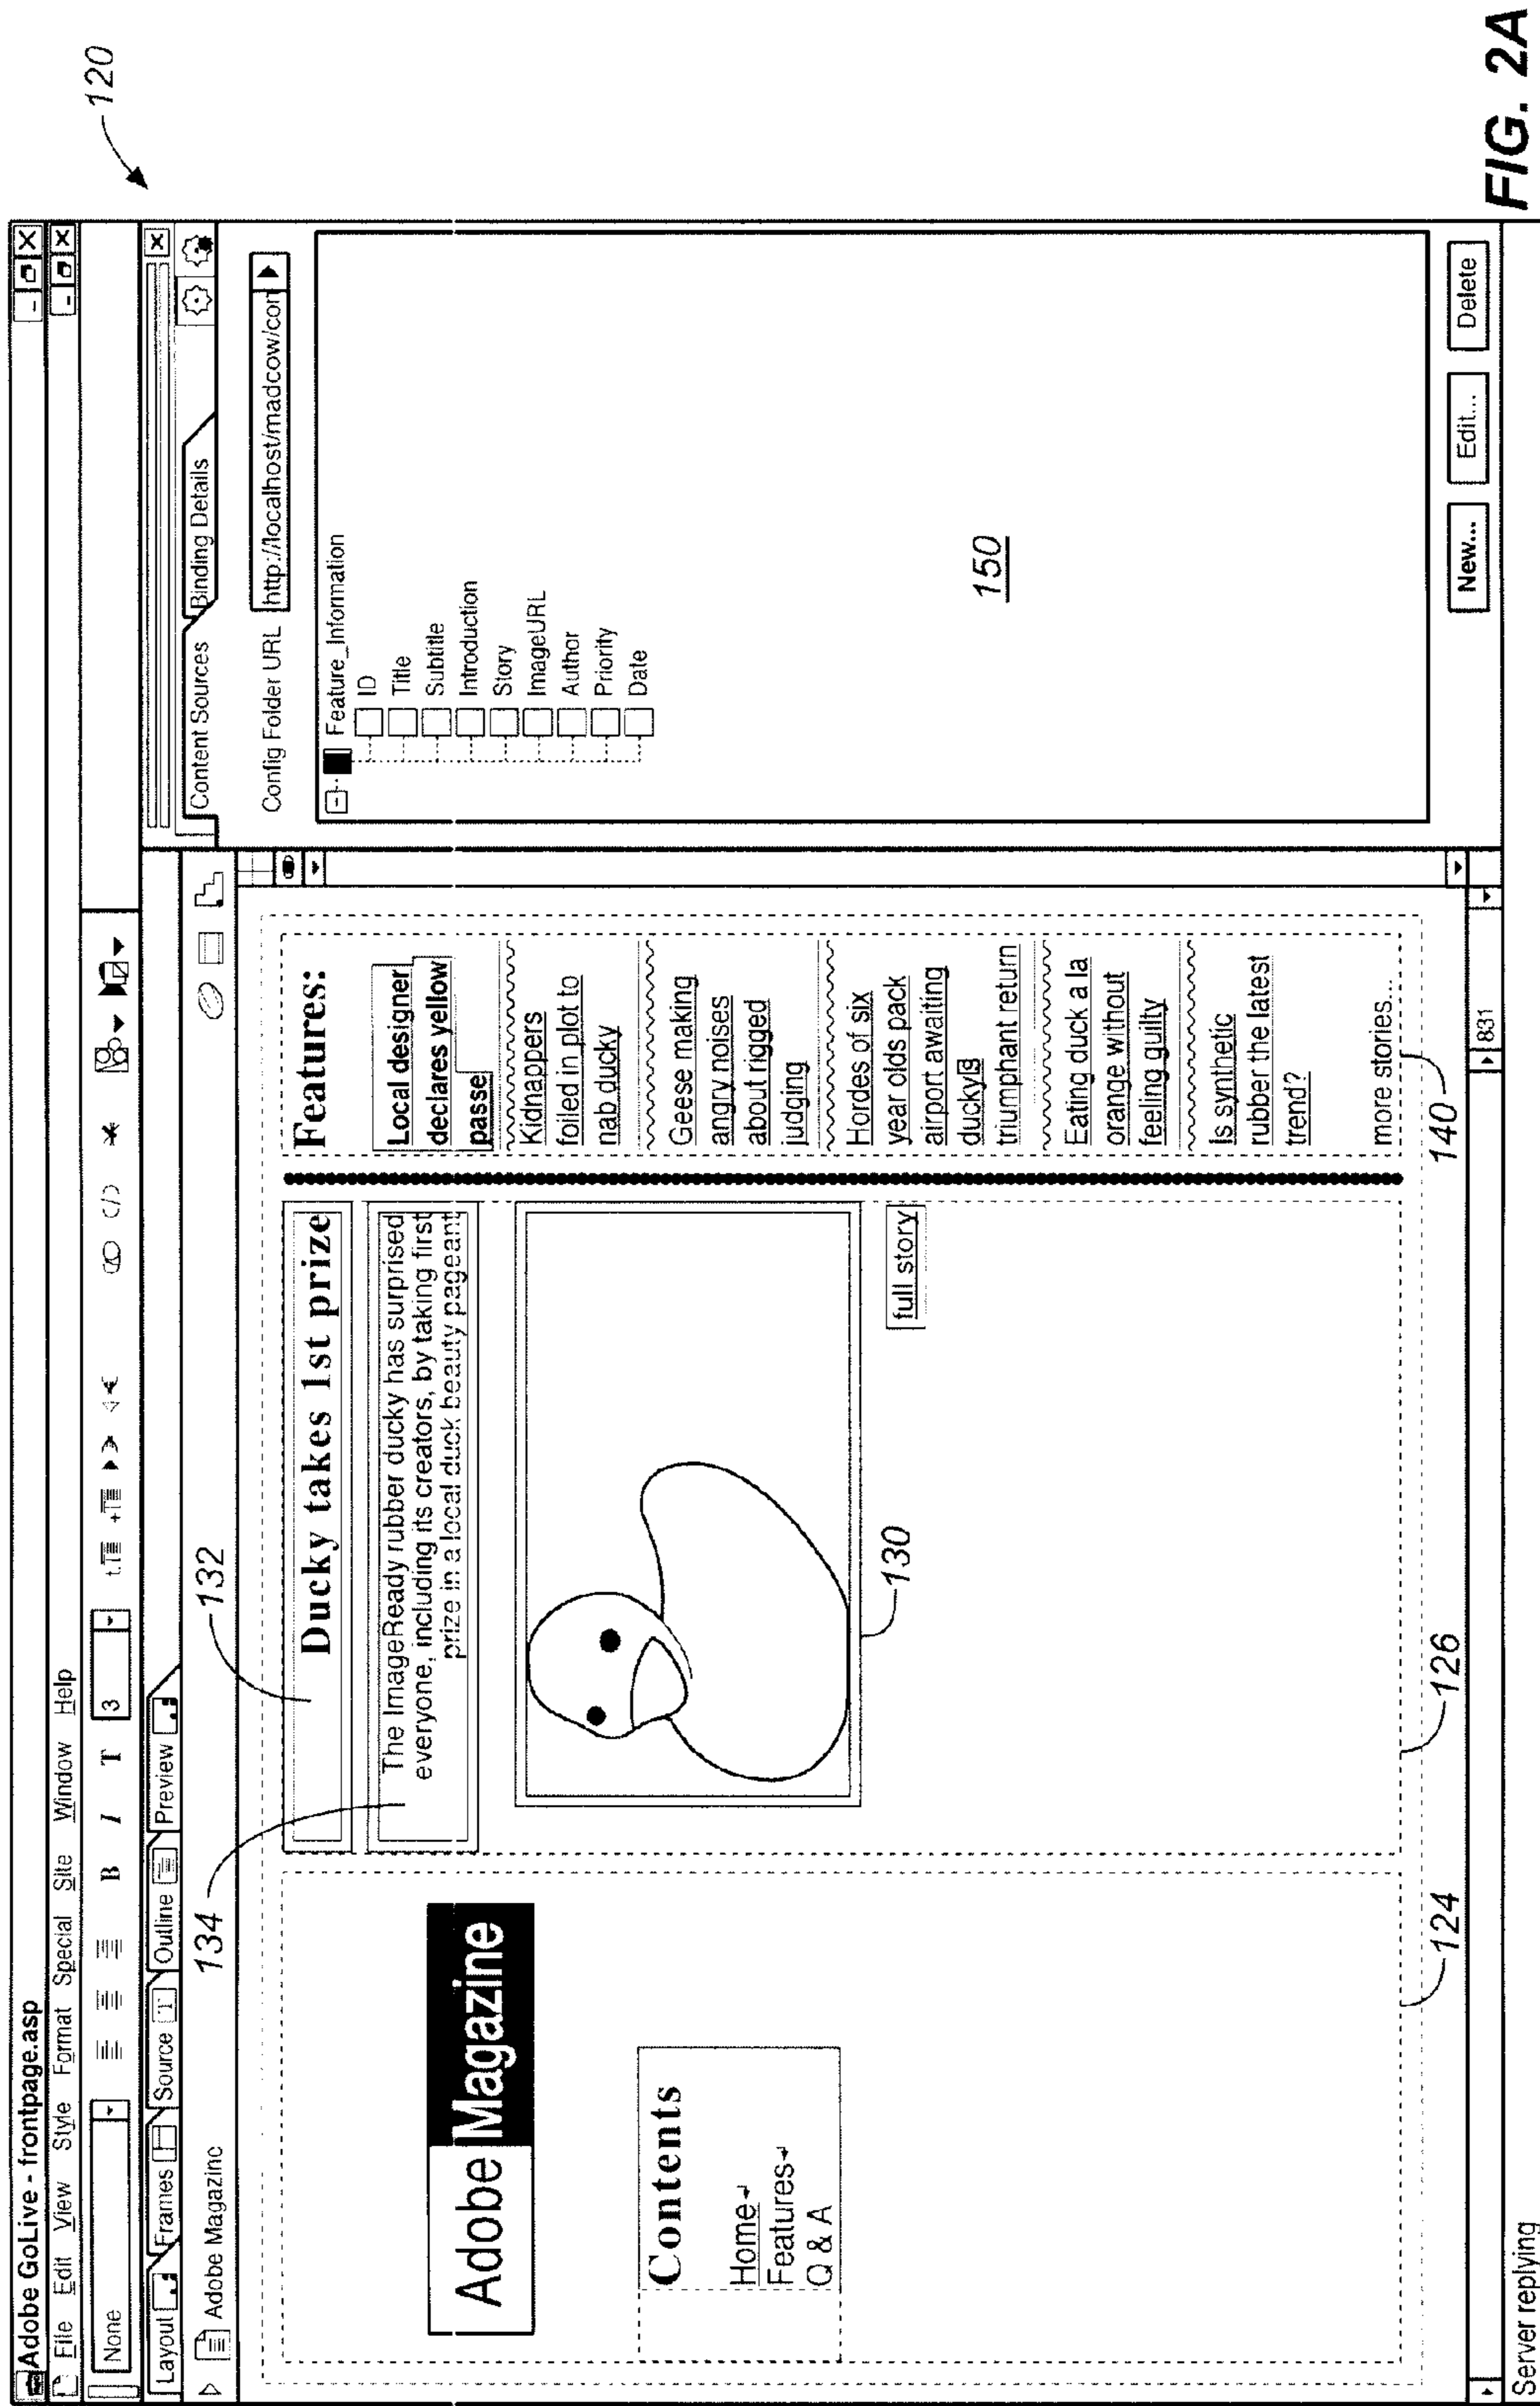 Adobe GoLive - frontpage.asp
File Edit View Style Format Special Site Window Help
None
B I T 3
Layout Frames Source T Outline Preview
Adobe Magazine
Adobe Magazine
Contents
Home
Features
Q & A
124
134
132
Ducky takes 1st prize
The ImageReady rubber ducky has surprised
everyone, including its creators, by taking first
prize in a local duck beauty pageant
130
full story
126
Features:
Local designer
declares yellow
passe
Kidnappers
foiled in plot to
nab ducky
Geese making
angry noises
about rigged
judging
Hordes of six
year olds pack
airport awaiting
duckys
triumphant return
Eating duck a la
orange without
feeling guilty
Is synthetic
rubber the latest
trend?
more stories...
140
831
Content Sources Binding Details
Config Folder URL http://localhost/madcow/con
Feature_Information
ID
Title
Subtitle
Introduction
Story
ImageURL
Author
Priority
Date
150
New... Edit... Delete
Server replying
120
FIG. 2A